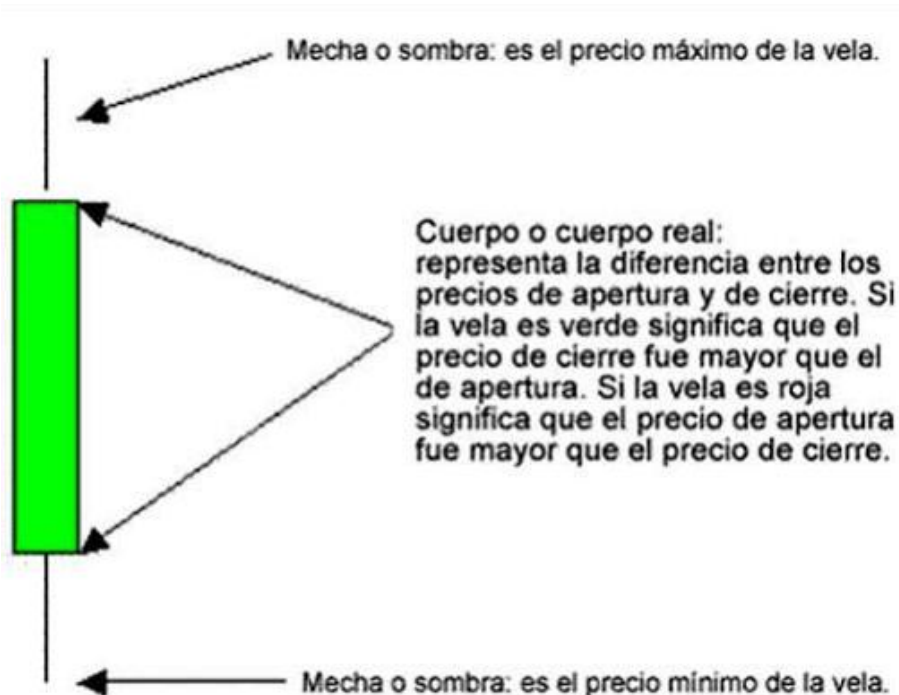 Mecha o sombra: es el precio máximo de la vela.
Cuerpo o cuerpo real:
representa la diferencia entre los
precios de apertura y de cierre. Si
la vela es verde significa que el
precio de cierre fue mayor que el
de apertura. Si la vela es roja
significa que el precio de apertura
fue mayor que el precio de cierre.
Mecha o sombra: es el precio mínimo de la vela.